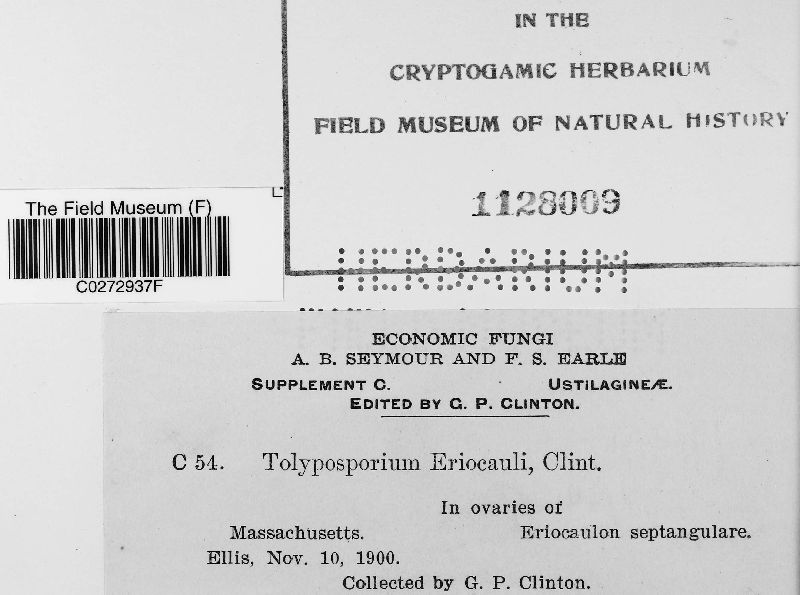 IN THE
CRYPTOGAMIC HERBARIUM
FIELD MUSEUM OF NATURAL HISTORY
1128009
The Field Museum (F)
C0272937F
HERBARIUM
ECONOMIC FUNGI
A. B. SEYMOUR AND F. S. EARLE
SUPPLEMENT C. USTILAGINEÆ.
EDITED BY G. P. CLINTON.
C 54. Tolyposporium Eriocauli, Clint.
In ovaries of
Massachusetts. Eriocaulon septangulare.
Ellis, Nov. 10, 1900.
Collected by G. P. Clinton.